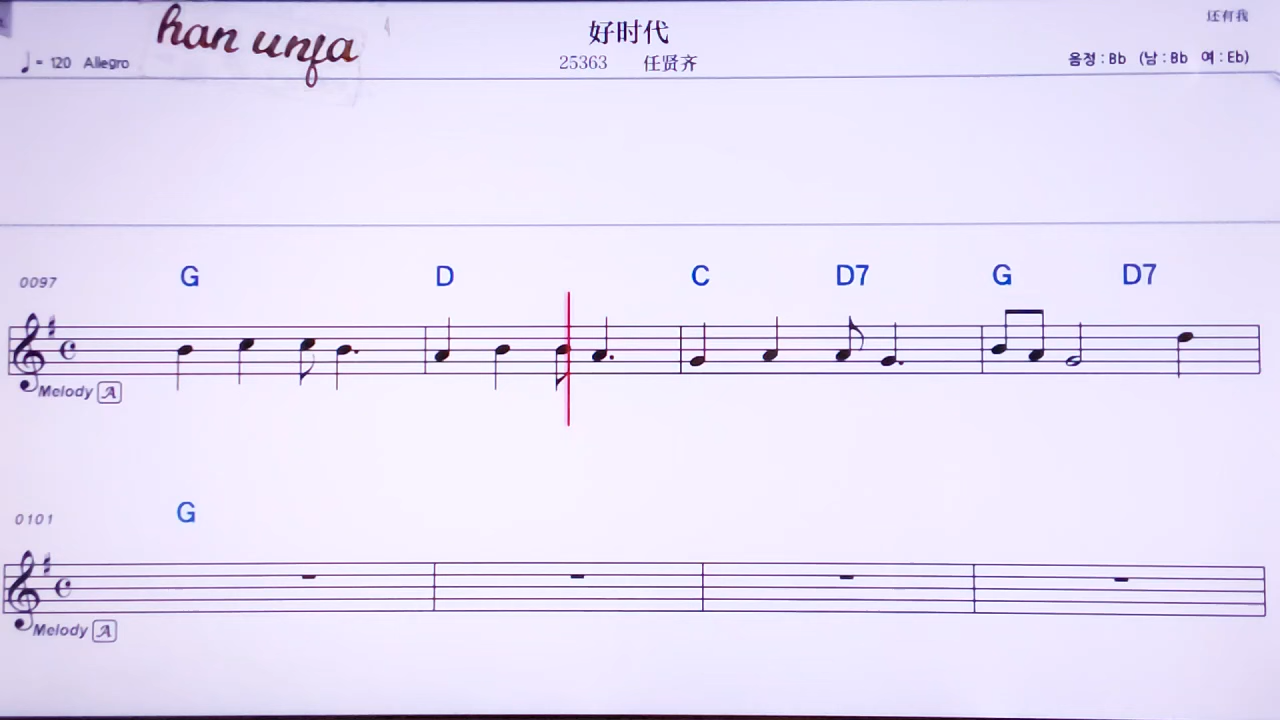 han unfa
好时代
还有我
♩ = 120 Allegro
25363 任贤齐
음정 : Bb (남 : Bb 여 : Eb)
0097
G D C D7 G D7
Melody A
0101
G
Melody A